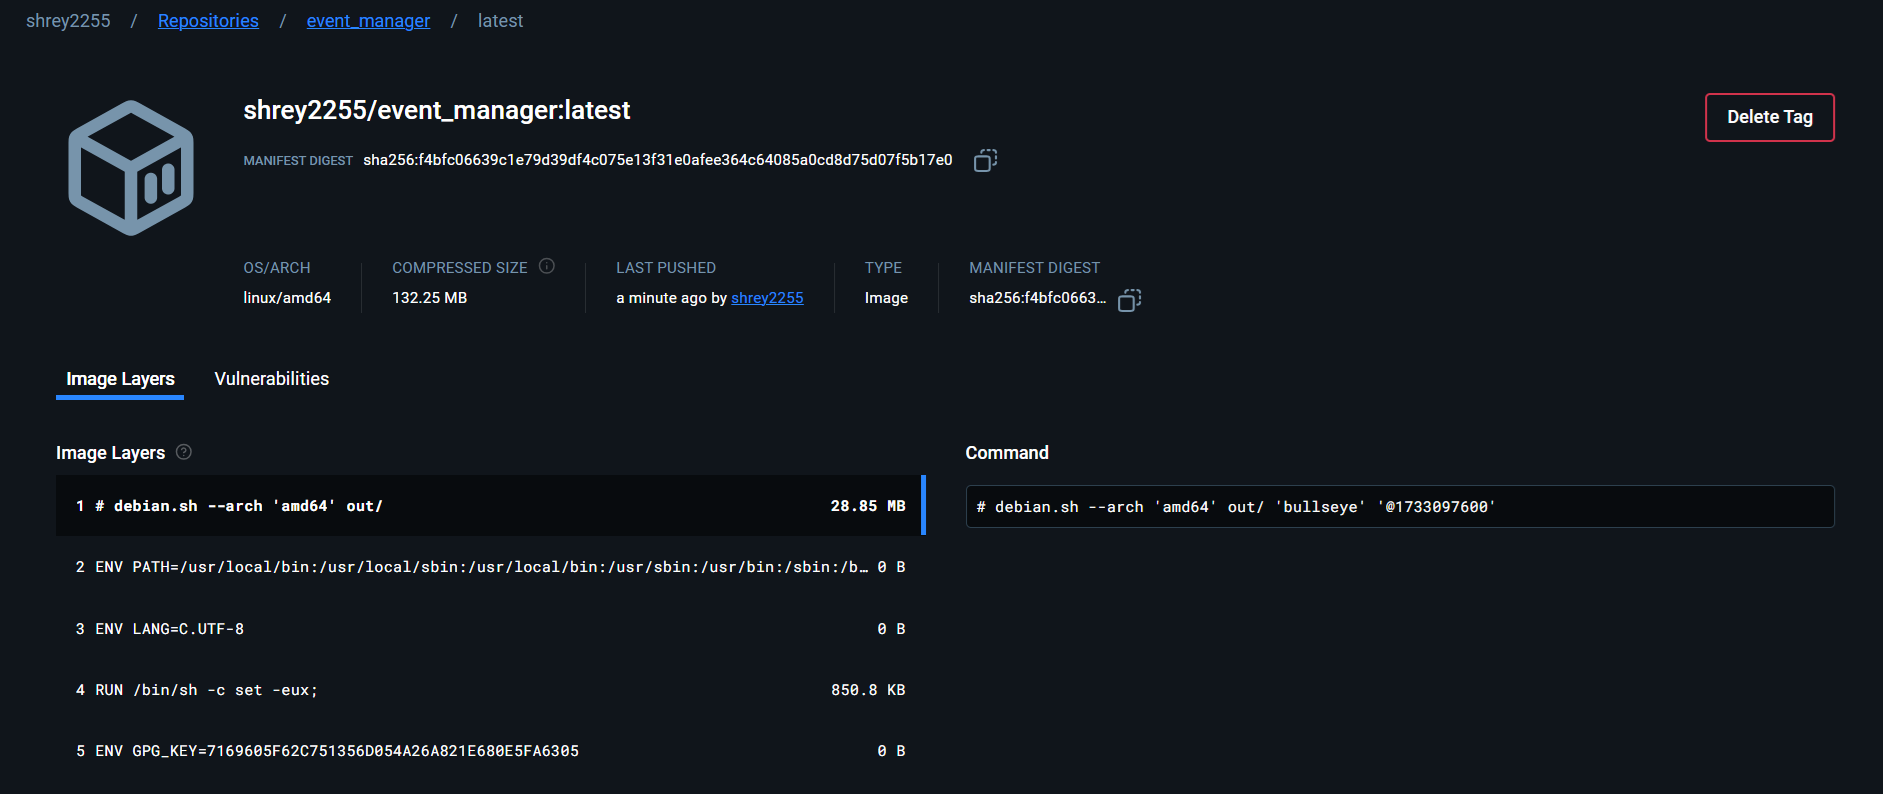 shrey2255 / Repositories / event_manager / latest
shrey2255/event_manager:latest
Delete Tag
MANIFEST DIGEST sha256:f4bfc06639c1e79d39df4c075e13f31e0afee364c64085a0cd8d75d07f5b17e0
OS/ARCH COMPRESSED SIZE LAST PUSHED TYPE MANIFEST DIGEST
linux/amd64 132.25 MB a minute ago by shrey2255 Image sha256:f4bfc0663...
Image Layers Vulnerabilities
Image Layers ?
1 # debian.sh --arch 'amd64' out/ 28.85 MB
2 ENV PATH=/usr/local/bin:/usr/local/sbin:/usr/local/bin:/usr/sbin:/usr/bin:/sbin:/b… 0 B
3 ENV LANG=C.UTF-8 0 B
4 RUN /bin/sh -c set -eux; 850.8 KB
5 ENV GPG_KEY=7169605F62C751356D054A26A821E680E5FA6305 0 B
Command
# debian.sh --arch 'amd64' out/ 'bullseye' '@1733097600'